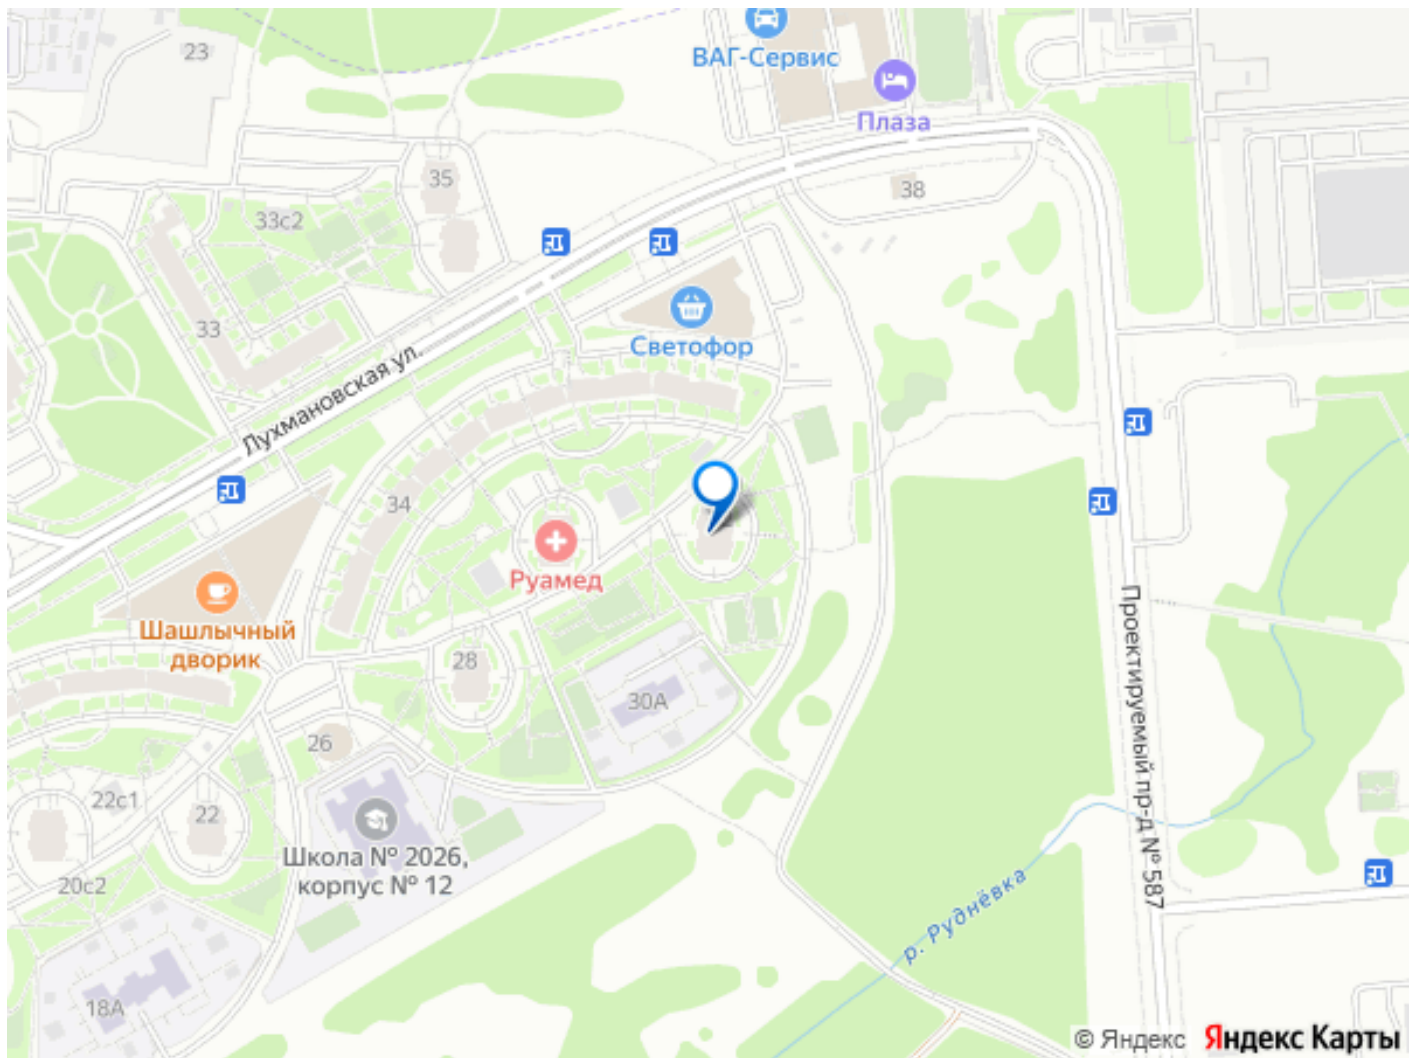 23
ВАГ-Сервис
Плаза
35
38
33с2
33
Светофор
Лухмановская ул.
34
Руамед
Шашлычный
дворик
28
30А
Проектируемый пр-д № 587
26
22с1
22
Школа № 2026,
корпус № 12
20с2
р. Руднёвка
18А
© Яндекс Яндекс Карты